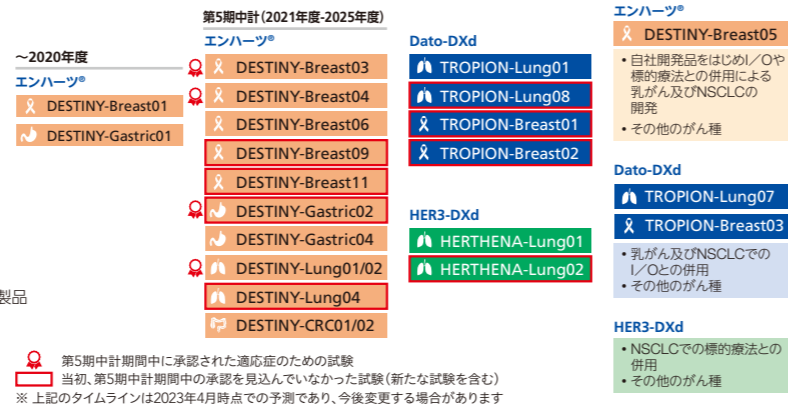 ～2020年度
エンハーツ®
DESTINY-Breast01
DESTINY-Gastric01
製品
第5期中計（2021年度-2025年度）
エンハーツ®
DESTINY-Breast03
DESTINY-Breast04
DESTINY-Breast06
DESTINY-Breast09
DESTINY-Breast11
DESTINY-Gastric02
DESTINY-Gastric04
DESTINY-Lung01/02
DESTINY-Lung04
DESTINY-CRC01/02
Dato-DXd
TROPION-Lung01
TROPION-Lung08
TROPION-Breast01
TROPION-Breast02
HER3-DXd
HERTHENA-Lung01
HERTHENA-Lung02
エンハーツ®
DESTINY-Breast05
• 自社開発品をはじめI／Oや
標的療法との併用による
乳がん及びNSCLCの
開発
• その他のがん種
Dato-DXd
TROPION-Lung07
TROPION-Breast03
• 乳がん及びNSCLCでの
I／Oとの併用
• その他のがん種
HER3-DXd
• NSCLCでの標的療法との
併用
• その他のがん種
第5期中計期間中に承認された適応症のための試験
当初、第5期中計期間中の承認を見込んでいなかった試験（新たな試験を含む）
※ 上記のタイムラインは2023年4月時点での予測であり、今後変更する場合があります